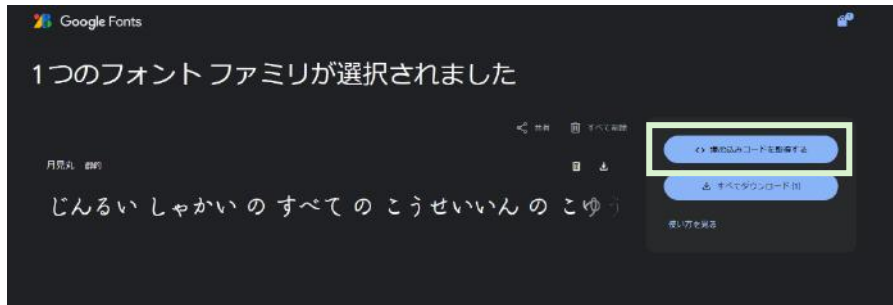 Google Fonts
1つのフォント ファミリが選択されました
共有 すべて削除
月見丸
<> 埋め込みコードを取得する
すべてダウンロード (1)
じんるい しゃかい の すべて の こうせいいん の こゆう
使い方を見る